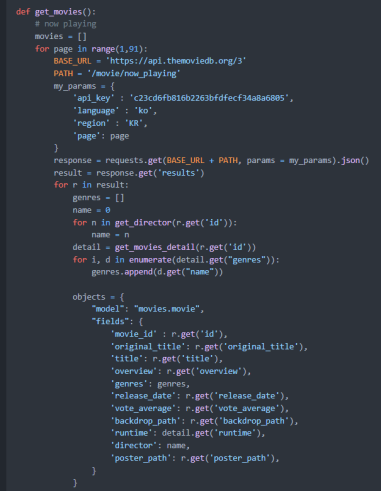 def get_movies():
    # now playing
    movies = []
    for page in range(1,91):
        BASE_URL = 'https://api.themoviedb.org/3'
        PATH = '/movie/now_playing'
        my_params = {
            'api_key' : 'c23cd6fb816b2263bfdfecf34a8a6805',
            'language' : 'ko',
            'region' : 'KR',
            'page': page
        }
        response = requests.get(BASE_URL + PATH, params = my_params).json()
        result = response.get('results')
        for r in result:
            genres = []
            name = 0
            for n in get_director(r.get('id')):
                name = n
            detail = get_movies_detail(r.get('id'))
            for i, d in enumerate(detail.get("genres")):
                genres.append(d.get("name"))

            objects = {
                "model": "movies.movie",
                "fields": {
                    'movie_id' : r.get('id'),
                    'original_title': r.get('original_title'),
                    'title': r.get('title'),
                    'overview': r.get('overview'),
                    'genres': genres,
                    'release_date': r.get('release_date'),
                    'vote_average': r.get('vote_average'),
                    'backdrop_path': r.get('backdrop_path'),
                    'runtime': detail.get('runtime'),
                    'director': name,
                    'poster_path': r.get('poster_path'),
                }
            }